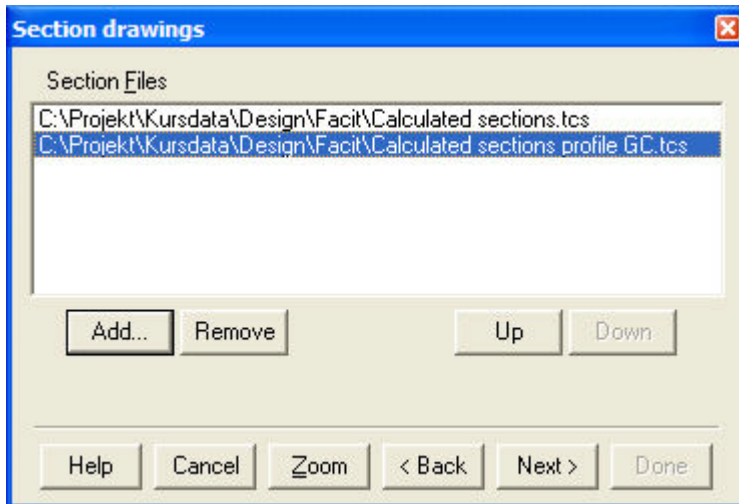 Section drawings
Section Files
C:\Projekt\Kursdata\Design\Facit\Calculated sections.tcs
C:\Projekt\Kursdata\Design\Facit\Calculated sections profile GC.tcs
Add... Remove Up Down
Help Cancel Zoom < Back Next > Done